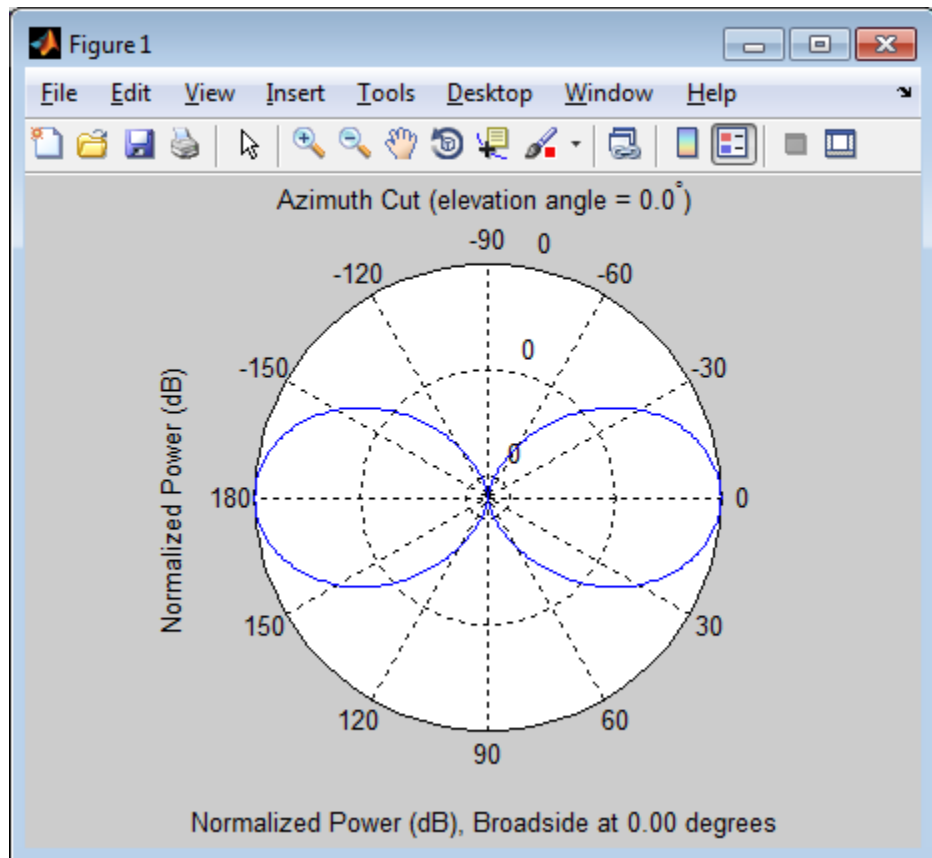 Figure 1
File Edit View Insert Tools Desktop Window Help
Azimuth Cut (elevation angle = 0.0°)
-90 0
-120 -60
0
-150 -30
0
Normalized Power (dB)
180 0
150 30
120 60
90
Normalized Power (dB), Broadside at 0.00 degrees